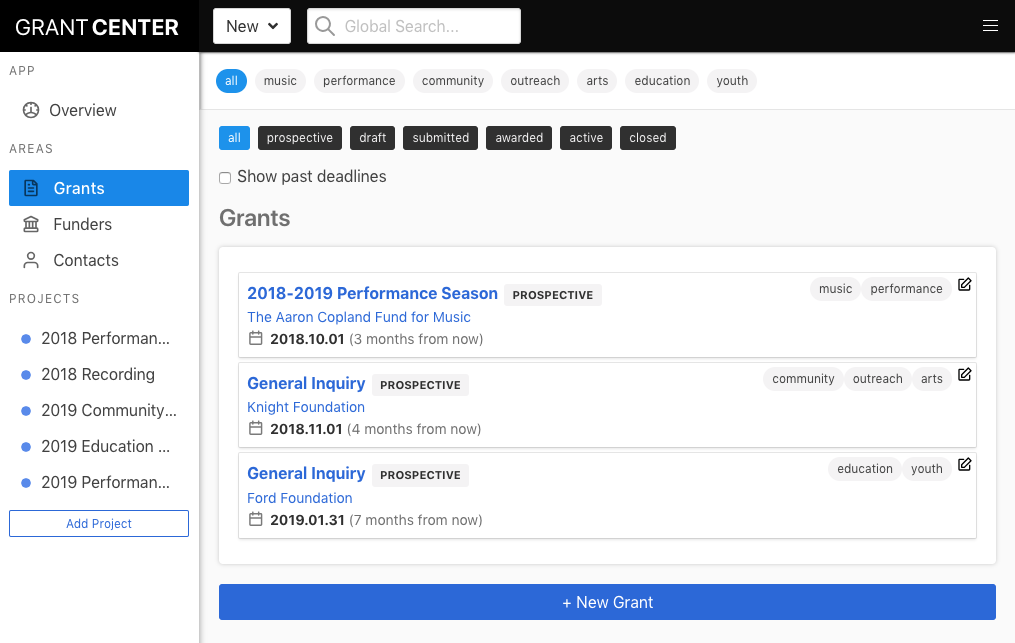 GRANT CENTER
New
Global Search...
APP
Overview
AREAS
Grants
Funders
Contacts
PROJECTS
2018 Performan...
2018 Recording
2019 Community...
2019 Education ...
2019 Performan...
Add Project
all music performance community outreach arts education youth
all prospective draft submitted awarded active closed
Show past deadlines
Grants
2018-2019 Performance Season PROSPECTIVE music performance
The Aaron Copland Fund for Music
2018.10.01 (3 months from now)
General Inquiry PROSPECTIVE community outreach arts
Knight Foundation
2018.11.01 (4 months from now)
General Inquiry PROSPECTIVE education youth
Ford Foundation
2019.01.31 (7 months from now)
+ New Grant